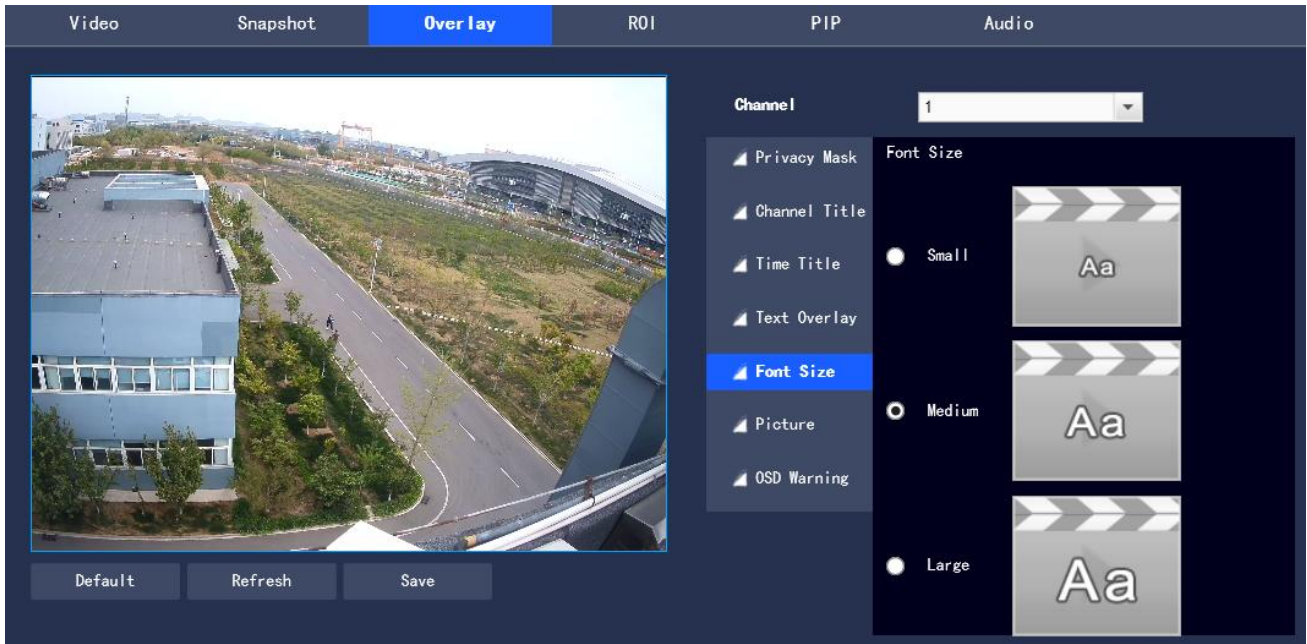 Video Snapshot Overlay ROI PIP Audio
Channel 1
Privacy Mask
Channel Title
Time Title
Text Overlay
Font Size
Picture
OSD Warning
Font Size
Small Aa
Medium Aa
Large Aa
Default Refresh Save